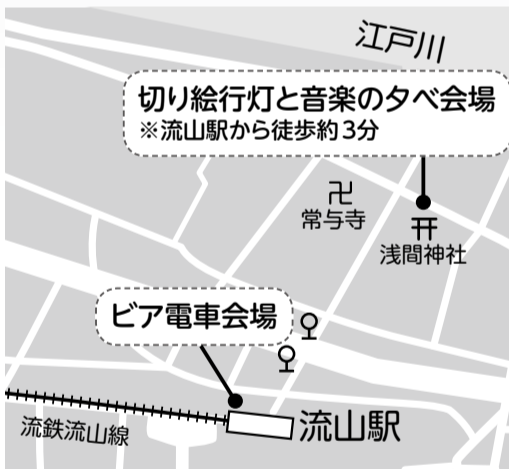 江戸川
切り絵行灯と音楽の夕べ会場
※流山駅から徒歩約3分
常与寺
浅間神社
ビア電車会場
流山駅
流鉄流山線